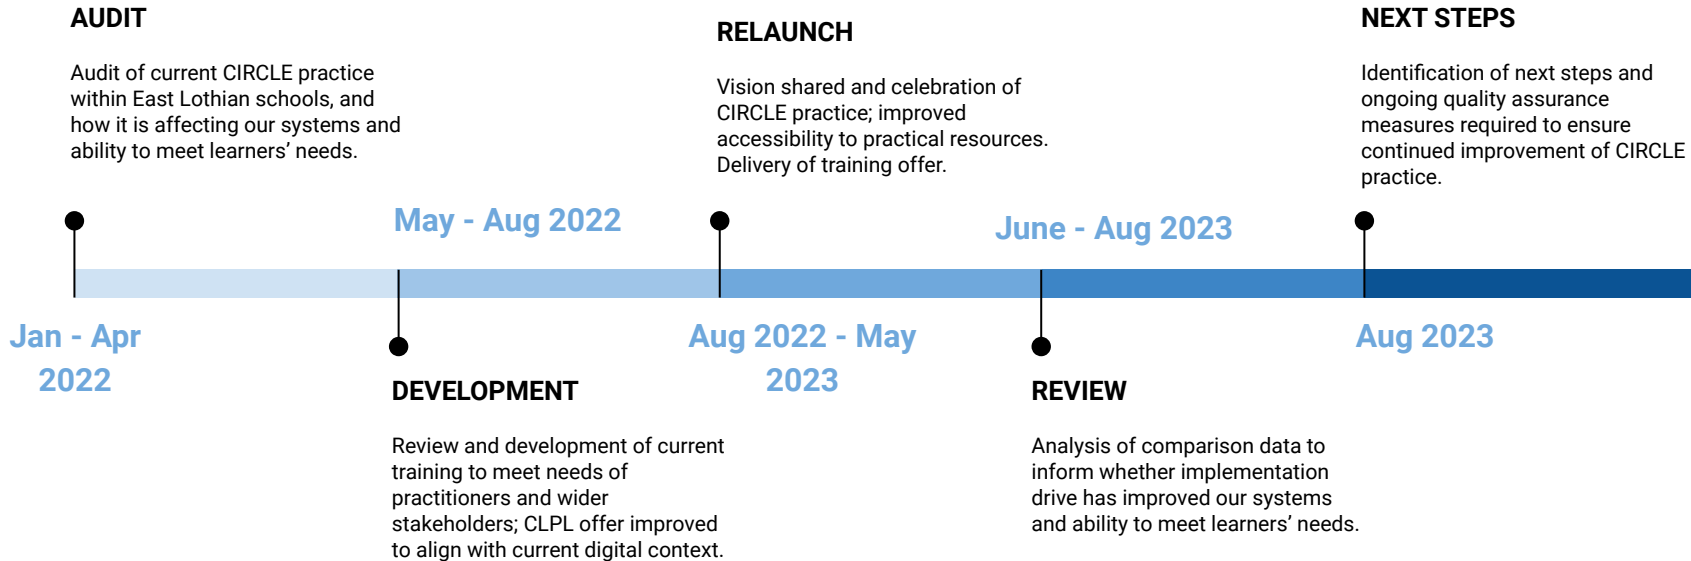 AUDIT
Audit of current CIRCLE practice
within East Lothian schools, and
how it is affecting our systems and
ability to meet learners’ needs.
Jan - Apr
2022
May - Aug 2022
DEVELOPMENT
Review and development of current
training to meet needs of
practitioners and wider
stakeholders; CLPL offer improved
to align with current digital context.
RELAUNCH
Vision shared and celebration of
CIRCLE practice; improved
accessibility to practical resources.
Delivery of training offer.
Aug 2022 - May
2023
June - Aug 2023
REVIEW
Analysis of comparison data to
inform whether implementation
drive has improved our systems
and ability to meet learners’ needs.
NEXT STEPS
Identification of next steps and
ongoing quality assurance
measures required to ensure
continued improvement of CIRCLE
practice.
Aug 2023